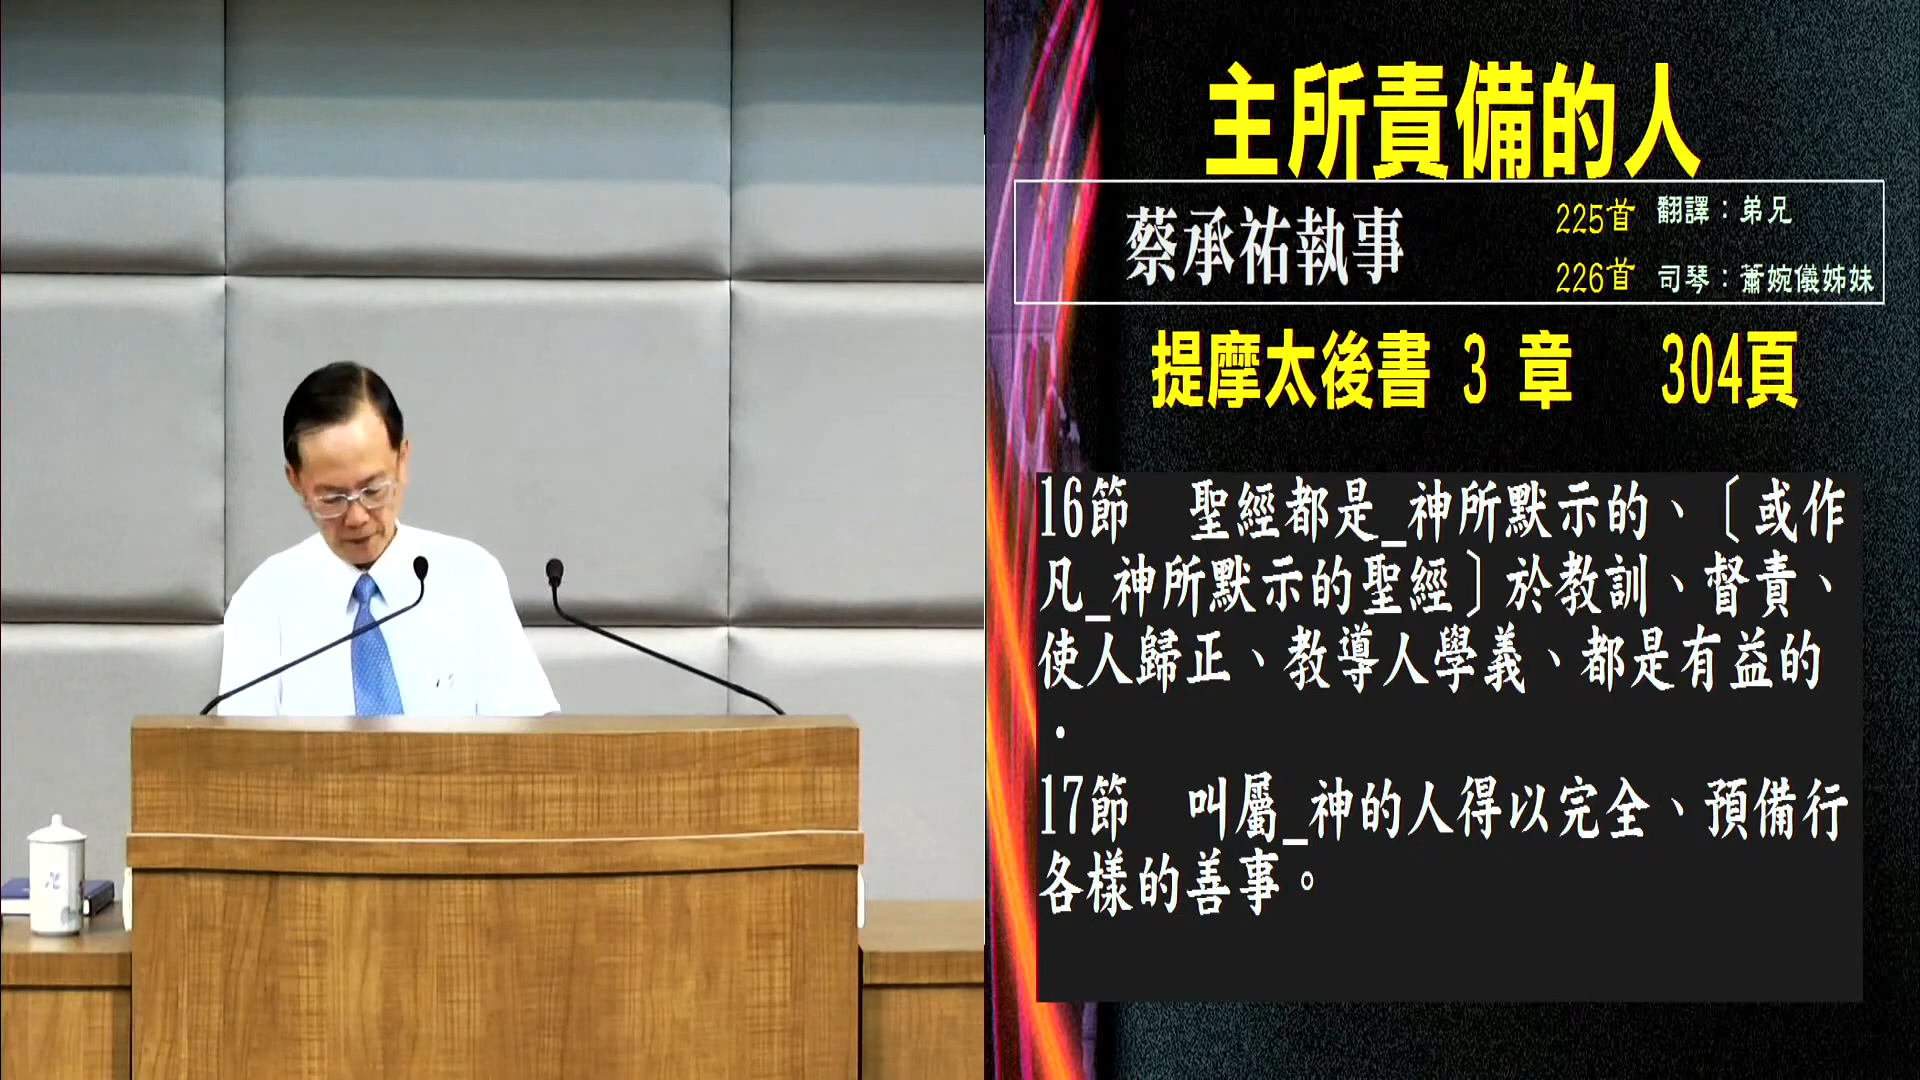 主所責備的人
蔡承祐執事
225首 翻譯：弟兄
226首 司琴：蕭婉儀姊妹
提摩太後書 3 章 304頁
16節 聖經都是_神所默示的、〔或作
凡_神所默示的聖經〕於教訓、督責、
使人歸正、教導人學義、都是有益的
．
17節 叫屬_神的人得以完全、預備行
各樣的善事。